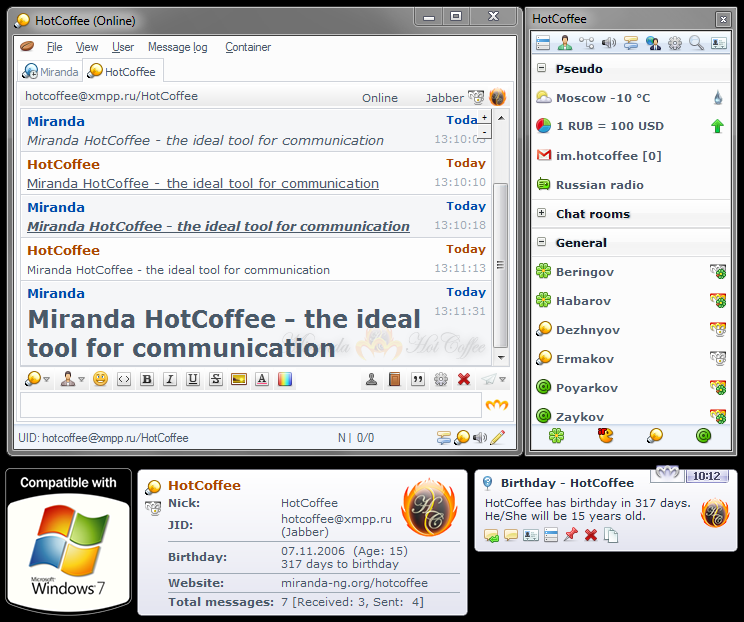 HotCoffee (Online)
File View User Message log Container
Miranda HotCoffee
hotcoffee@xmpp.ru/HotCoffee Online Jabber
Miranda Toda
Miranda HotCoffee - the ideal tool for communication 13:10:05
HotCoffee Today
Miranda HotCoffee - the ideal tool for communication 13:10:10
Miranda Today
Miranda HotCoffee - the ideal tool for communication 13:10:18
HotCoffee Today
Miranda HotCoffee - the ideal tool for communication 13:11:13
Miranda Today
Miranda HotCoffee - the ideal 13:11:31
tool for communication
Miranda HotCoffee
UID: hotcoffee@xmpp.ru/HotCoffee N | 0/0
HotCoffee
Pseudo
Moscow -10 °C
1 RUB = 100 USD
im.hotcoffee [0]
Russian radio
Chat rooms
General
Beringov
Habarov
Dezhnyov
Ermakov
Poyarkov
Zaykov
Compatible with
Microsoft
Windows 7
HotCoffee
Nick: HotCoffee
JID: hotcoffee@xmpp.ru
(Jabber)
Birthday: 07.11.2006 (Age: 15)
317 days to birthday
Website: miranda-ng.org/hotcoffee
Total messages: 7 [Received: 3, Sent: 4]
HC
Birthday - HotCoffee 10:12
HotCoffee has birthday in 317 days.
He/She will be 15 years old.
HC